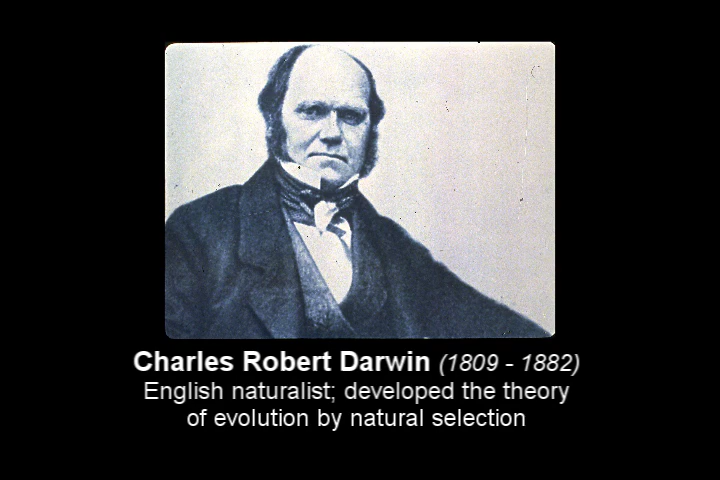 Charles Robert Darwin (1809 - 1882)
English naturalist; developed the theory
of evolution by natural selection